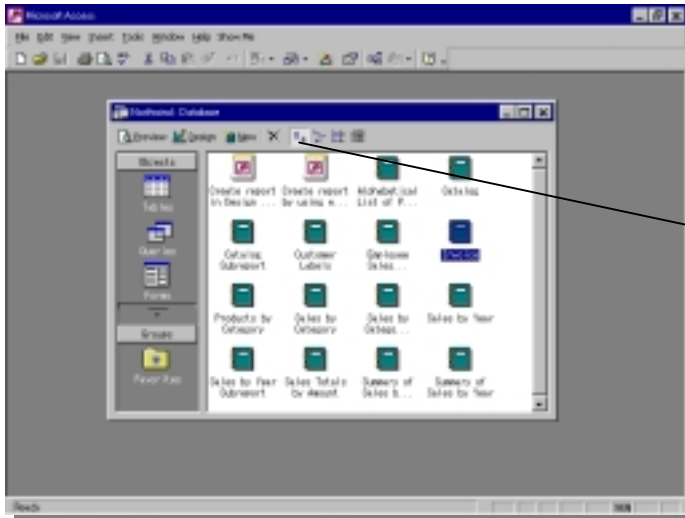 Microsoft Access
File Edit View Insert Tools Window Help Show Me
Northwind: Database
Preview Design New
Objects
Tables
Queries
Forms
Groups
Favorites
Create report in Design ...
Create report by using w...
Alphabetical List of P...
Catalog
Catalog Subreport
Customer Labels
Employee Sales ...
Invoice
Products by Category
Sales by Category
Sales by Catego...
Sales by Year
Sales by Year Subreport
Sales Totals by Amount
Summary of Sales b...
Summary of Sales by Year
Ready
NUM